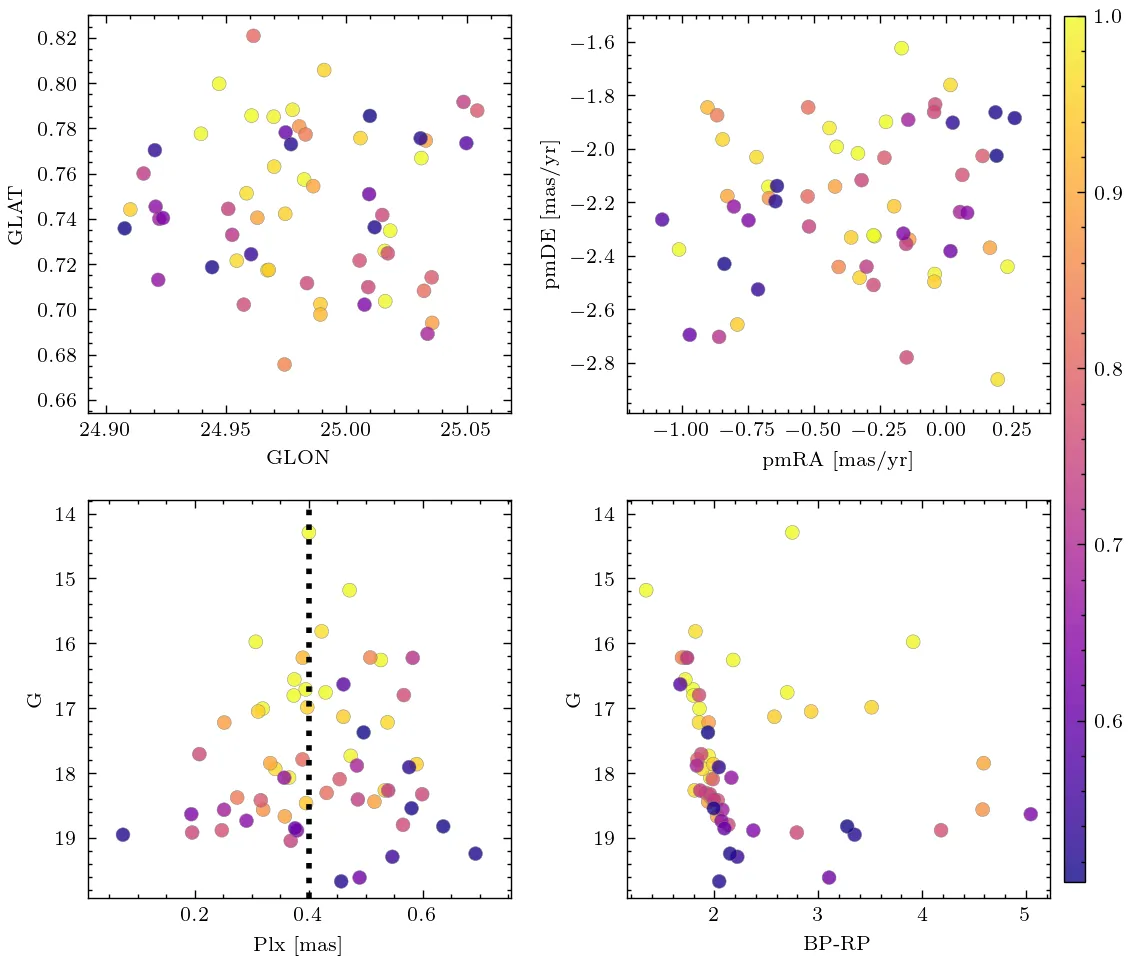 0.82
0.80
0.78
0.76
0.74
0.72
0.70
0.68
0.66
GLAT
24.90 24.95 25.00 25.05
GLON
−1.6
−1.8
−2.0
−2.2
−2.4
−2.6
−2.8
pmDE [mas/yr]
−1.00 −0.75 −0.50 −0.25 0.00 0.25
pmRA [mas/yr]
14
15
16
17
18
19
G
0.2 0.4 0.6
Plx [mas]
14
15
16
17
18
19
G
2 3 4 5
BP-RP
1.0
0.9
0.8
0.7
0.6